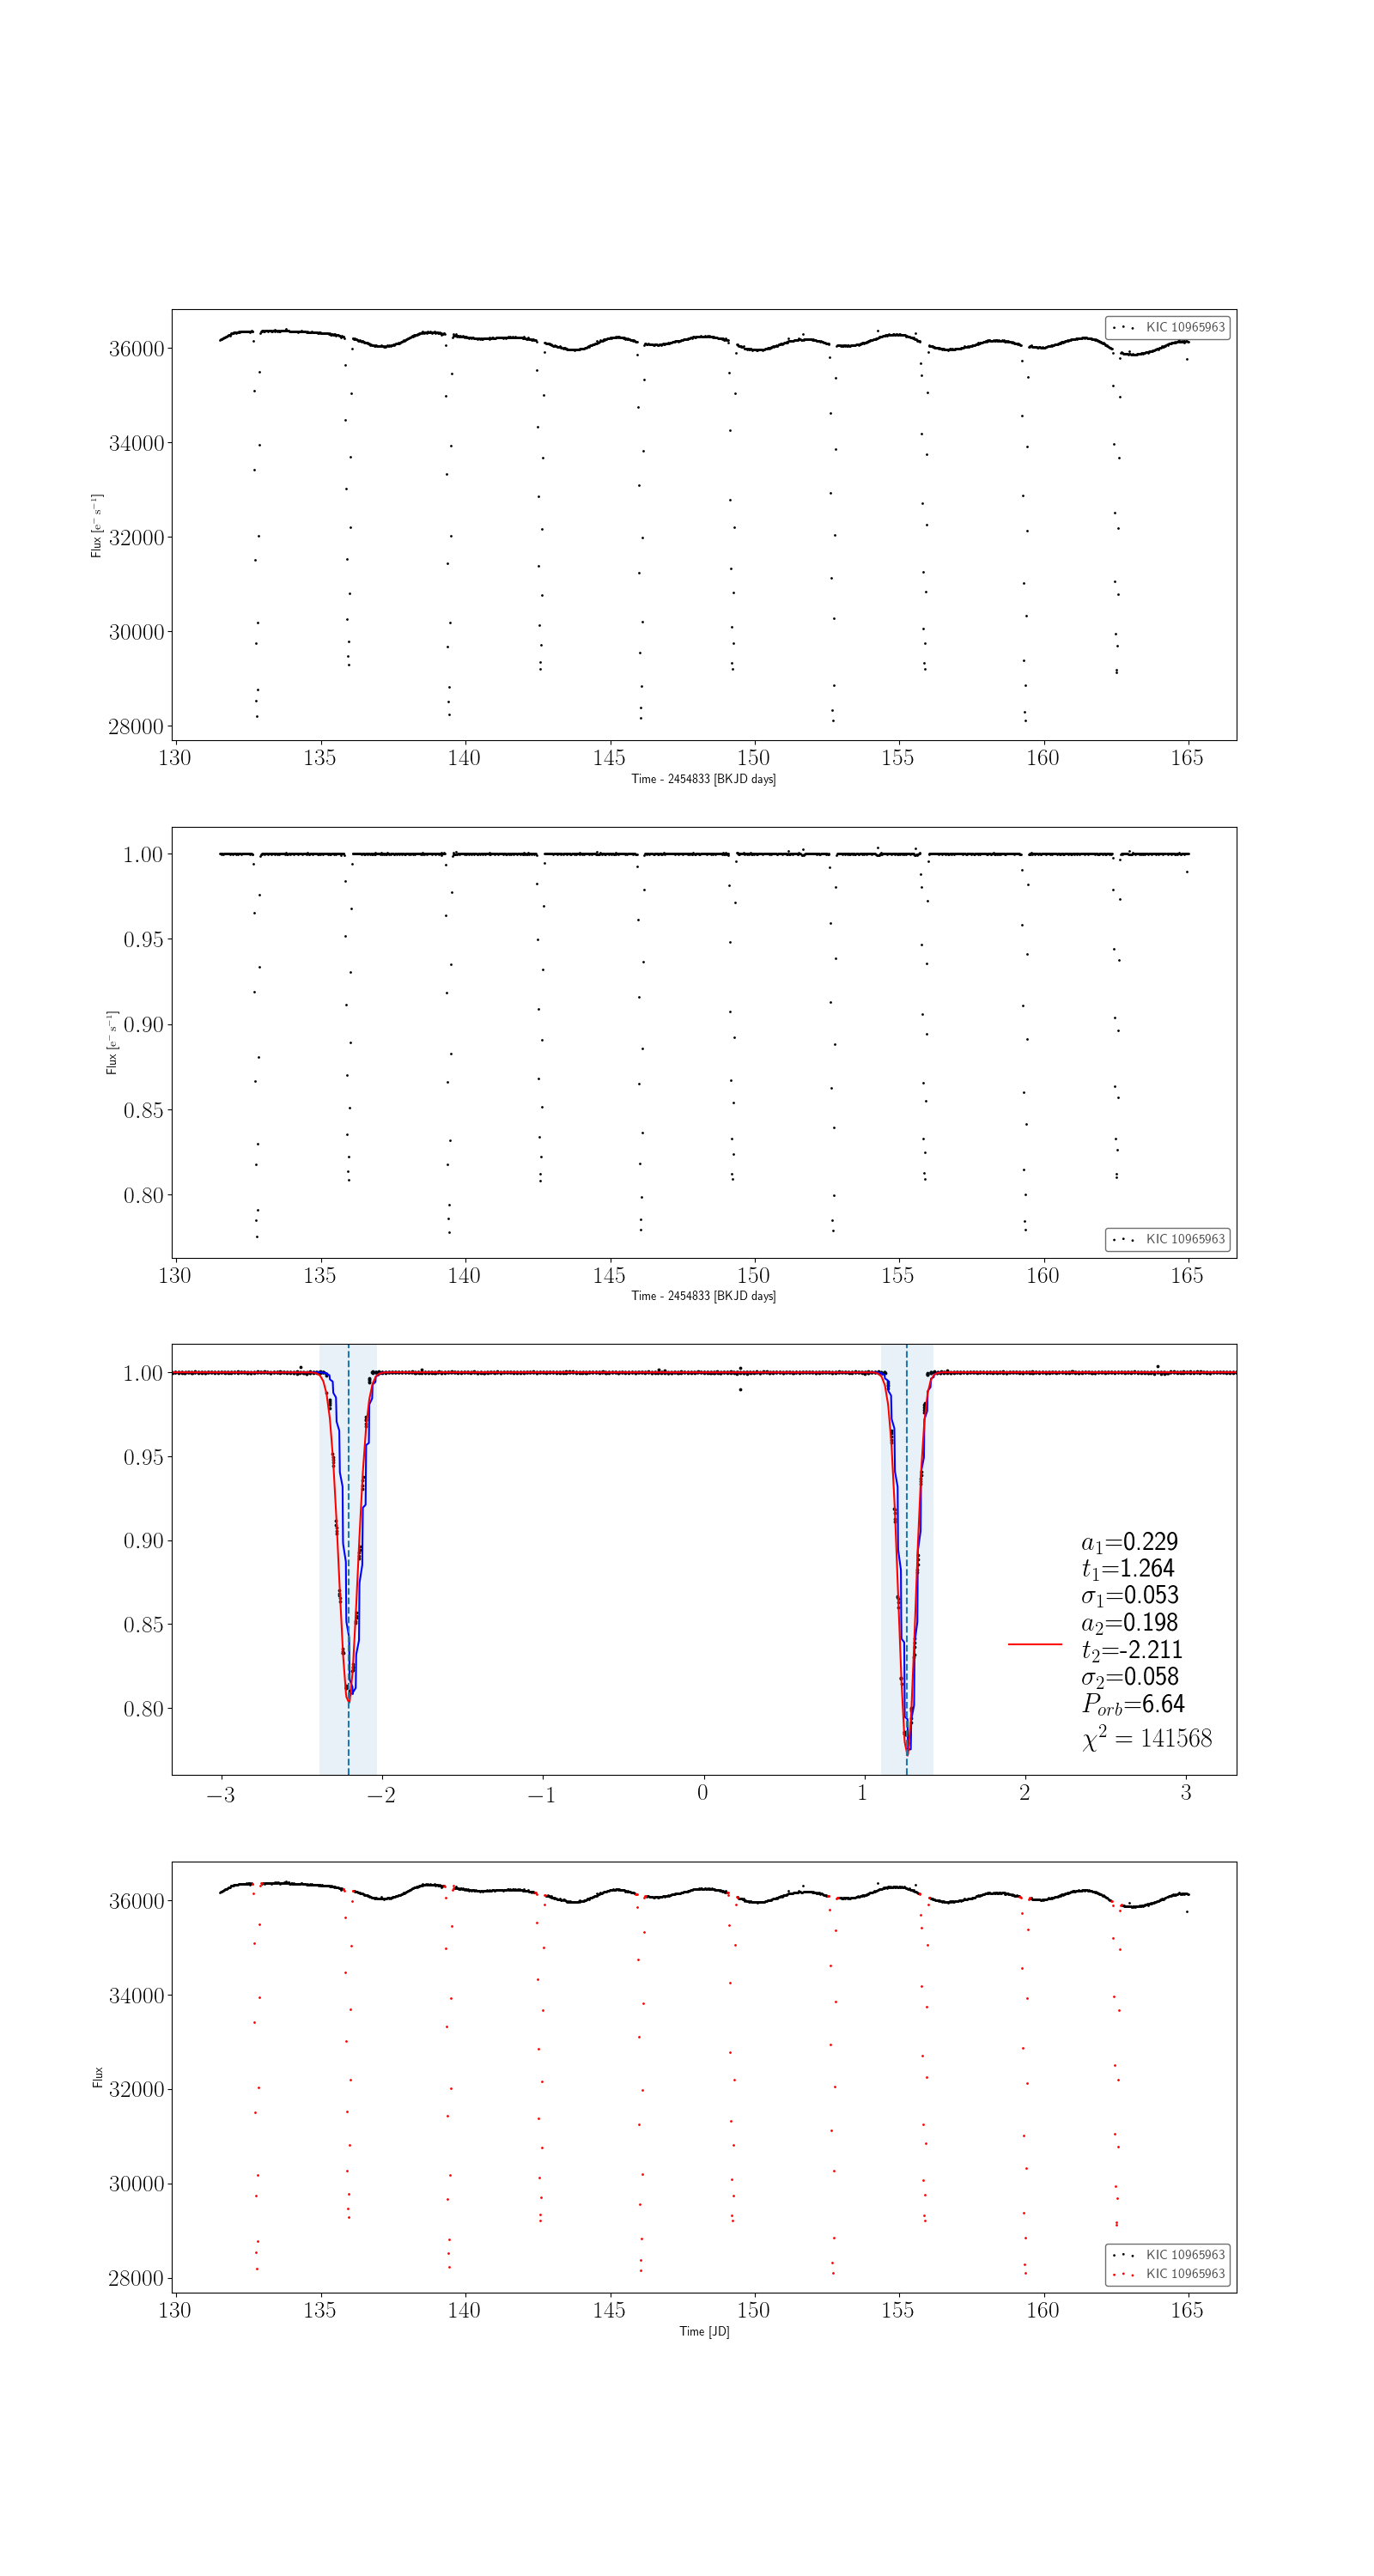 KIC 10965963
36000
34000
32000
30000
28000
Flux [e⁻ s⁻¹]
130 135 140 145 150 155 160 165
Time - 2454833 [BKJD days]
1.00
0.95
0.90
0.85
0.80
Flux [e⁻ s⁻¹]
KIC 10965963
130 135 140 145 150 155 160 165
Time - 2454833 [BKJD days]
1.00
0.95
0.90
0.85
0.80
a₁=0.229
t₁=1.264
σ₁=0.053
a₂=0.198
t₂=-2.211
σ₂=0.058
P_orb=6.64
χ² = 141568
−3 −2 −1 0 1 2 3
36000
34000
32000
30000
28000
Flux
KIC 10965963
KIC 10965963
130 135 140 145 150 155 160 165
Time [JD]